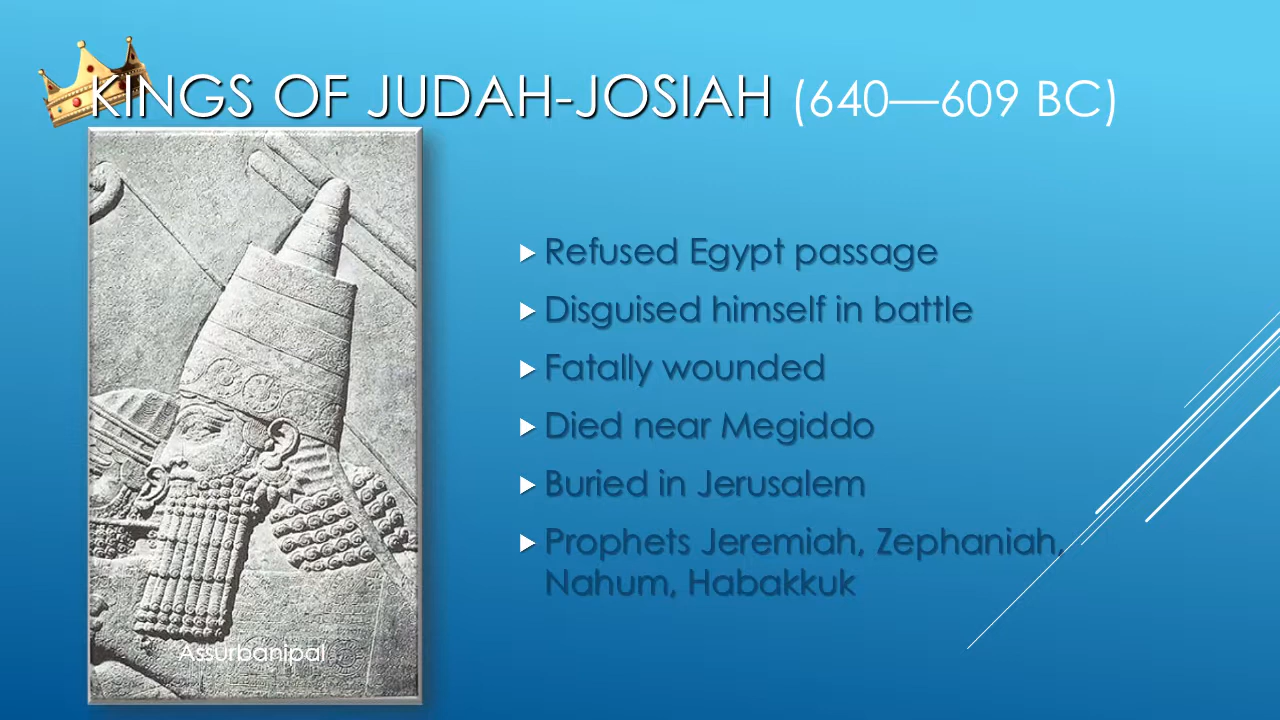 KINGS OF JUDAH-JOSIAH (640—609 BC)
Refused Egypt passage
Disguised himself in battle
Fatally wounded
Died near Megiddo
Buried in Jerusalem
Prophets Jeremiah, Zephaniah,
Nahum, Habakkuk
Assurbanipal